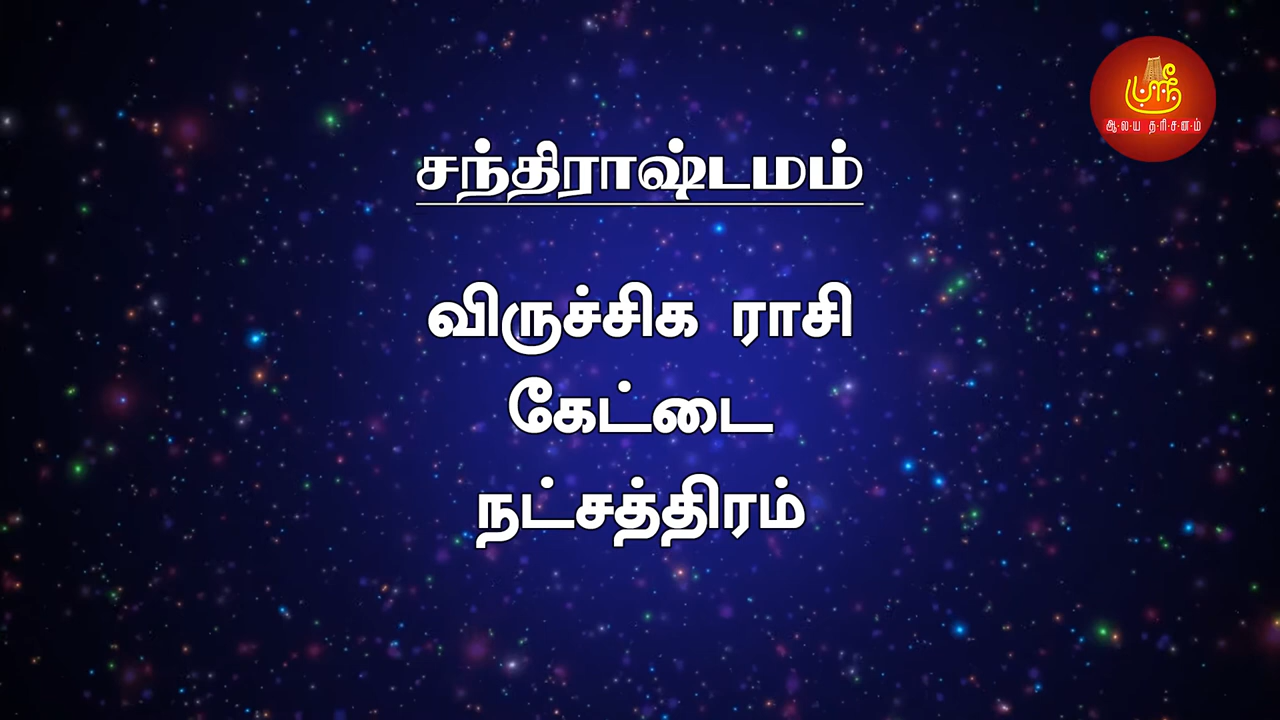 ஸ்ரீ
ஆ-ல-ய த-ரி-ச-ன-ம்
சந்திராஷ்டமம்
விருச்சிக ராசி
கேட்டை
நட்சத்திரம்